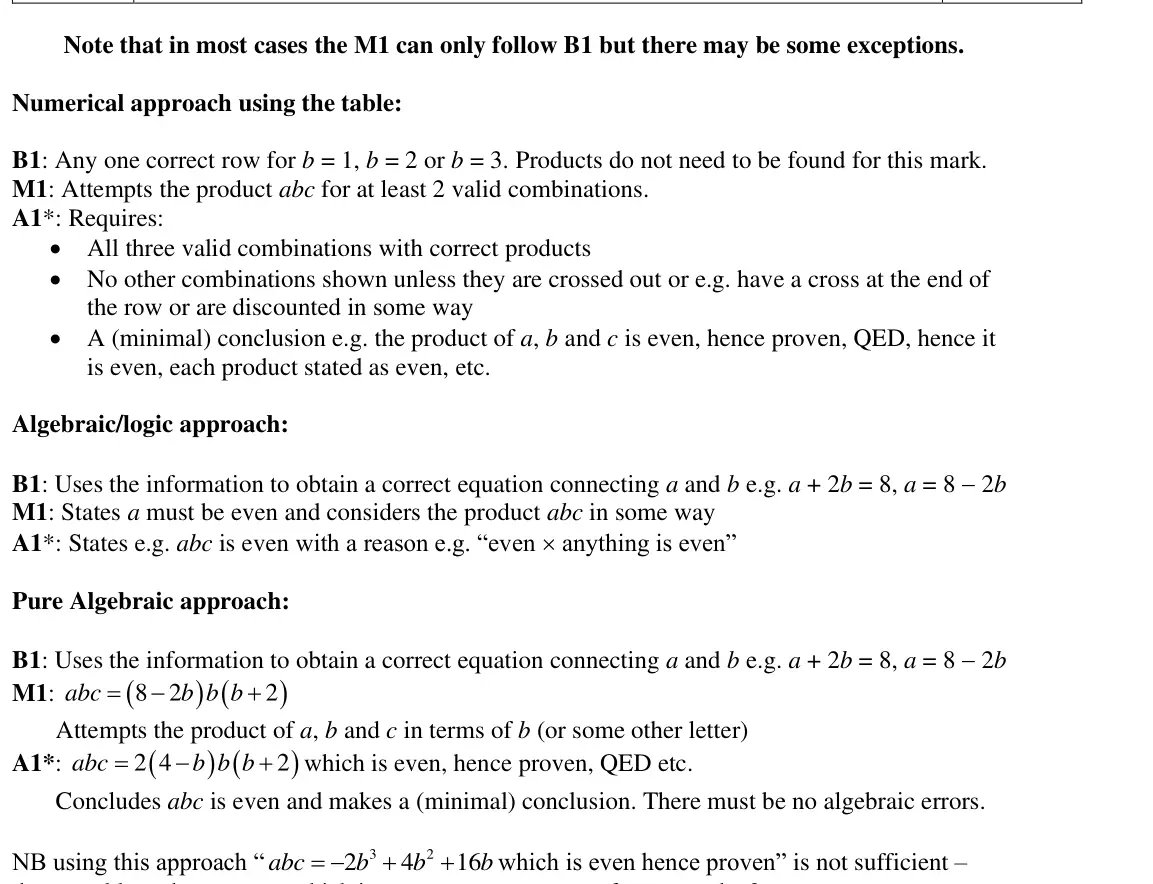 Note that in most cases the M1 can only follow B1 but there may be some exceptions.
Numerical approach using the table:
B1: Any one correct row for b = 1, b = 2 or b = 3. Products do not need to be found for this mark.
M1: Attempts the product abc for at least 2 valid combinations.
A1*: Requires:
• All three valid combinations with correct products
• No other combinations shown unless they are crossed out or e.g. have a cross at the end of
the row or are discounted in some way
• A (minimal) conclusion e.g. the product of a, b and c is even, hence proven, QED, hence it
is even, each product stated as even, etc.
Algebraic/logic approach:
B1: Uses the information to obtain a correct equation connecting a and b e.g. a + 2b = 8, a = 8 – 2b
M1: States a must be even and considers the product abc in some way
A1*: States e.g. abc is even with a reason e.g. “even × anything is even”
Pure Algebraic approach:
B1: Uses the information to obtain a correct equation connecting a and b e.g. a + 2b = 8, a = 8 – 2b
M1: abc = (8 − 2b)b(b + 2)
Attempts the product of a, b and c in terms of b (or some other letter)
A1*: abc = 2(4 − b)b(b + 2) which is even, hence proven, QED etc.
Concludes abc is even and makes a (minimal) conclusion. There must be no algebraic errors.
NB using this approach “abc = −2b³ + 4b² + 16b which is even hence proven” is not sufficient –